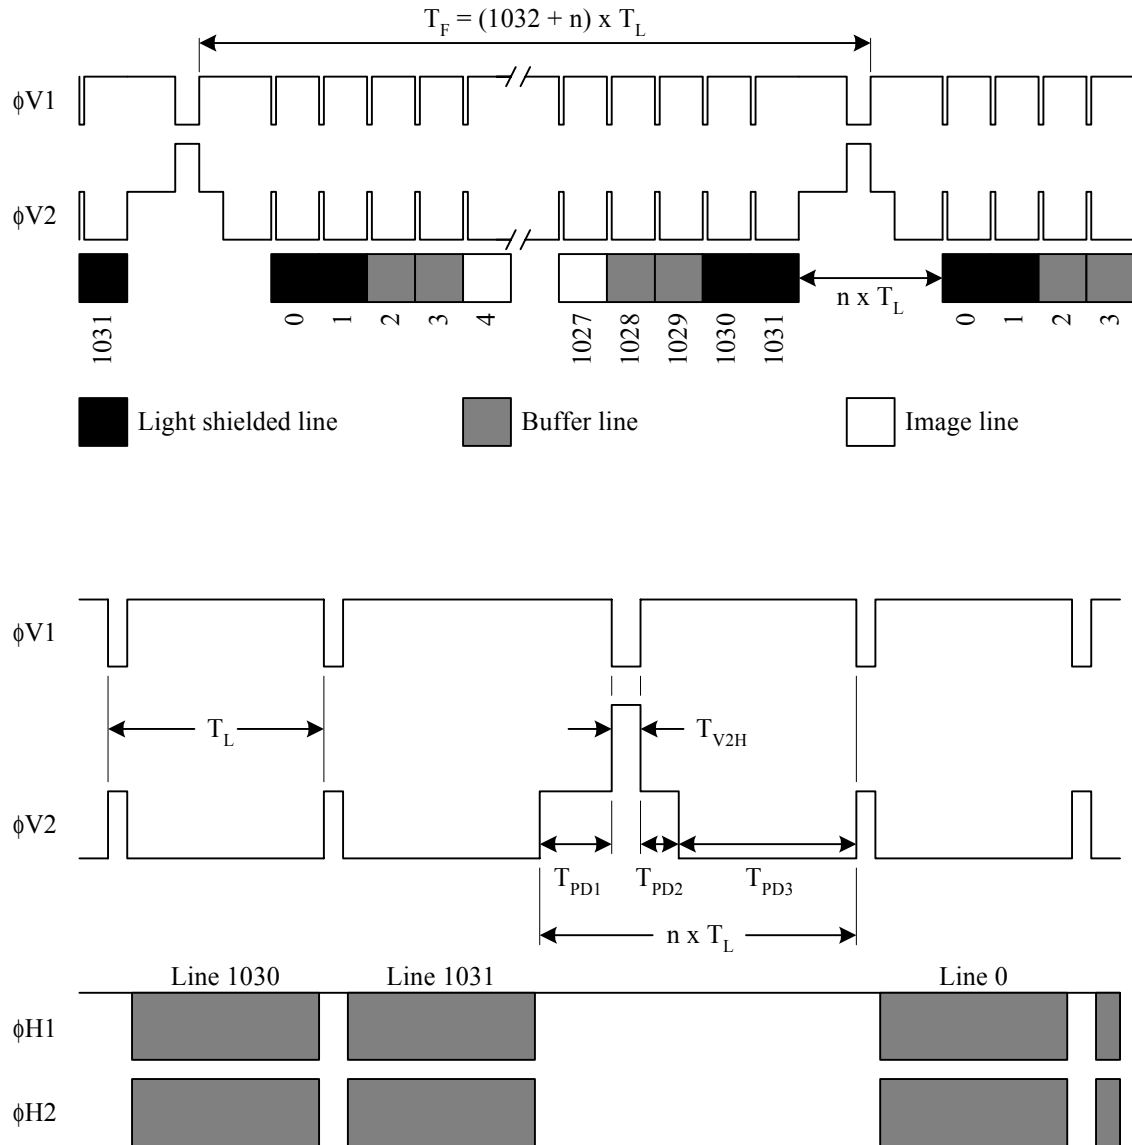 T_F = (1032 + n) x T_L
ϕV1
ϕV2
n x T_L
1031
0
1
2
3
4
1027
1028
1029
1030
1031
0
1
2
3
Light shielded line
Buffer line
Image line
ϕV1
T_L
T_V2H
ϕV2
T_PD1
T_PD2
T_PD3
n x T_L
Line 1030
Line 1031
Line 0
ϕH1
ϕH2